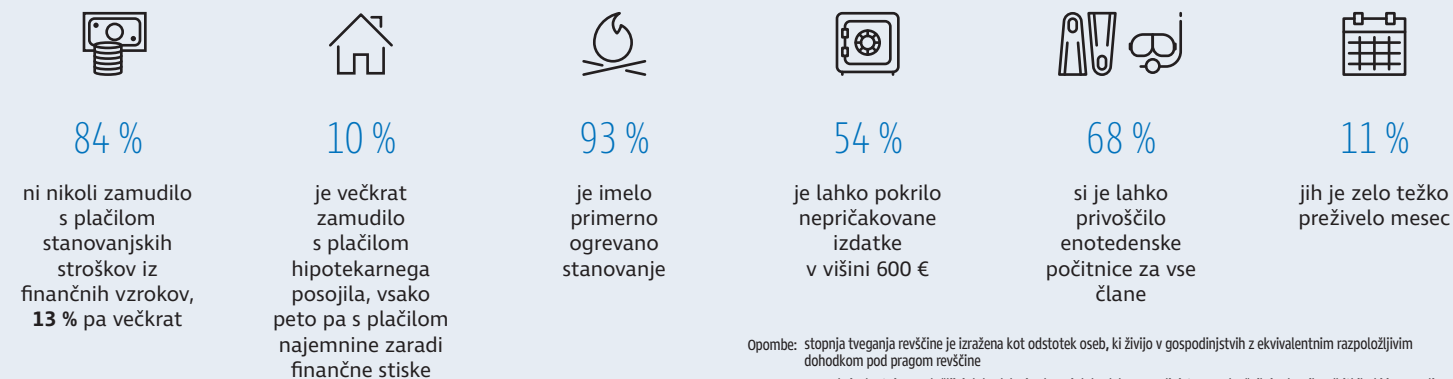 84 %
ni nikoli zamudilo
s plačilom
stanovanjskih
stroškov iz
finančnih vzrokov,
13 % pa večkrat
10 %
je večkrat
zamudilo
s plačilom
hipotekarnega
posojila, vsako
peto pa s plačilom
najemnine zaradi
finančne stiske
93 %
je imelo
primerno
ogrevano
stanovanje
54 %
je lahko pokrilo
nepričakovane
izdatke
v višini 600 €
68 %
si je lahko
privoščilo
enotedenske
počitnice za vse
člane
11 %
jih je zelo težko
preživelo mesec
Opombe: stopnja tveganja revščine je izražena kot odstotek oseb, ki živijo v gospodinjstvih z ekvivalentnim razpoložljivim
dohodkom pod pragom revščine